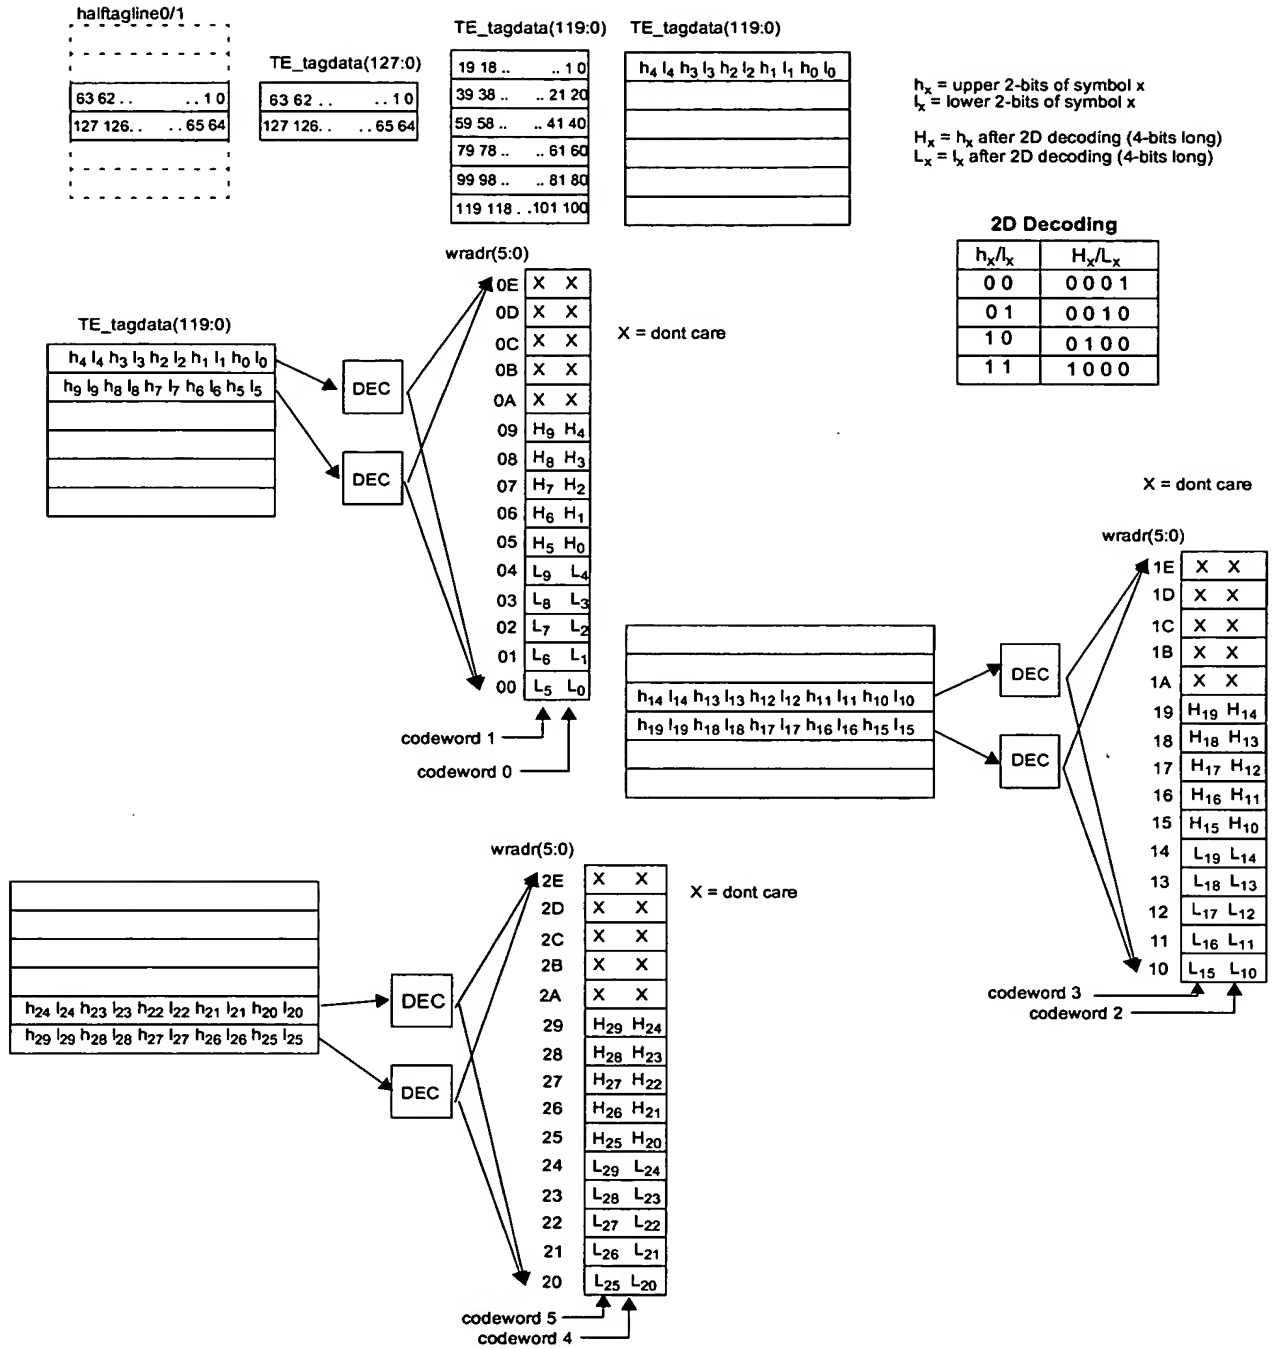 halftagline0/1
63 62 . . . . 1 0
127 126. . . . 65 64
TE_tagdata(127:0)
63 62 . . . . 1 0
127 126. . . . 65 64
TE_tagdata(119:0)
19 18 .. .. 1 0
39 38 .. .. 21 20
59 58 .. .. 41 40
79 78 .. .. 61 60
99 98 .. .. 81 80
119 118 . . 101 100
TE_tagdata(119:0)
h4 l4 h3 l3 h2 l2 h1 l1 h0 l0
hx = upper 2-bits of symbol x
lx = lower 2-bits of symbol x
Hx = hx after 2D decoding (4-bits long)
Lx = lx after 2D decoding (4-bits long)
2D Decoding
hx/lx Hx/Lx
0 0 0 0 0 1
0 1 0 0 1 0
1 0 0 1 0 0
1 1 1 0 0 0
TE_tagdata(119:0)
h4 l4 h3 l3 h2 l2 h1 l1 h0 l0
h9 l9 h8 l8 h7 l7 h6 l6 h5 l5
DEC
DEC
wradr(5:0)
0E X X
0D X X
0C X X
0B X X
0A X X
09 H9 H4
08 H8 H3
07 H7 H2
06 H6 H1
05 H5 H0
04 L9 L4
03 L8 L3
02 L7 L2
01 L6 L1
00 L5 L0
X = dont care
codeword 1
codeword 0
h14 l14 h13 l13 h12 l12 h11 l11 h10 l10
h19 l19 h18 l18 h17 l17 h16 l16 h15 l15
DEC
DEC
X = dont care
wradr(5:0)
1E X X
1D X X
1C X X
1B X X
1A X X
19 H19 H14
18 H18 H13
17 H17 H12
16 H16 H11
15 H15 H10
14 L19 L14
13 L18 L13
12 L17 L12
11 L16 L11
10 L15 L10
codeword 3
codeword 2
h24 l24 h23 l23 h22 l22 h21 l21 h20 l20
h29 l29 h28 l28 h27 l27 h26 l26 h25 l25
DEC
DEC
wradr(5:0)
2E X X
2D X X
2C X X
2B X X
2A X X
29 H29 H24
28 H28 H23
27 H27 H22
26 H26 H21
25 H25 H20
24 L29 L24
23 L28 L23
22 L27 L22
21 L26 L21
20 L25 L20
X = dont care
codeword 5
codeword 4